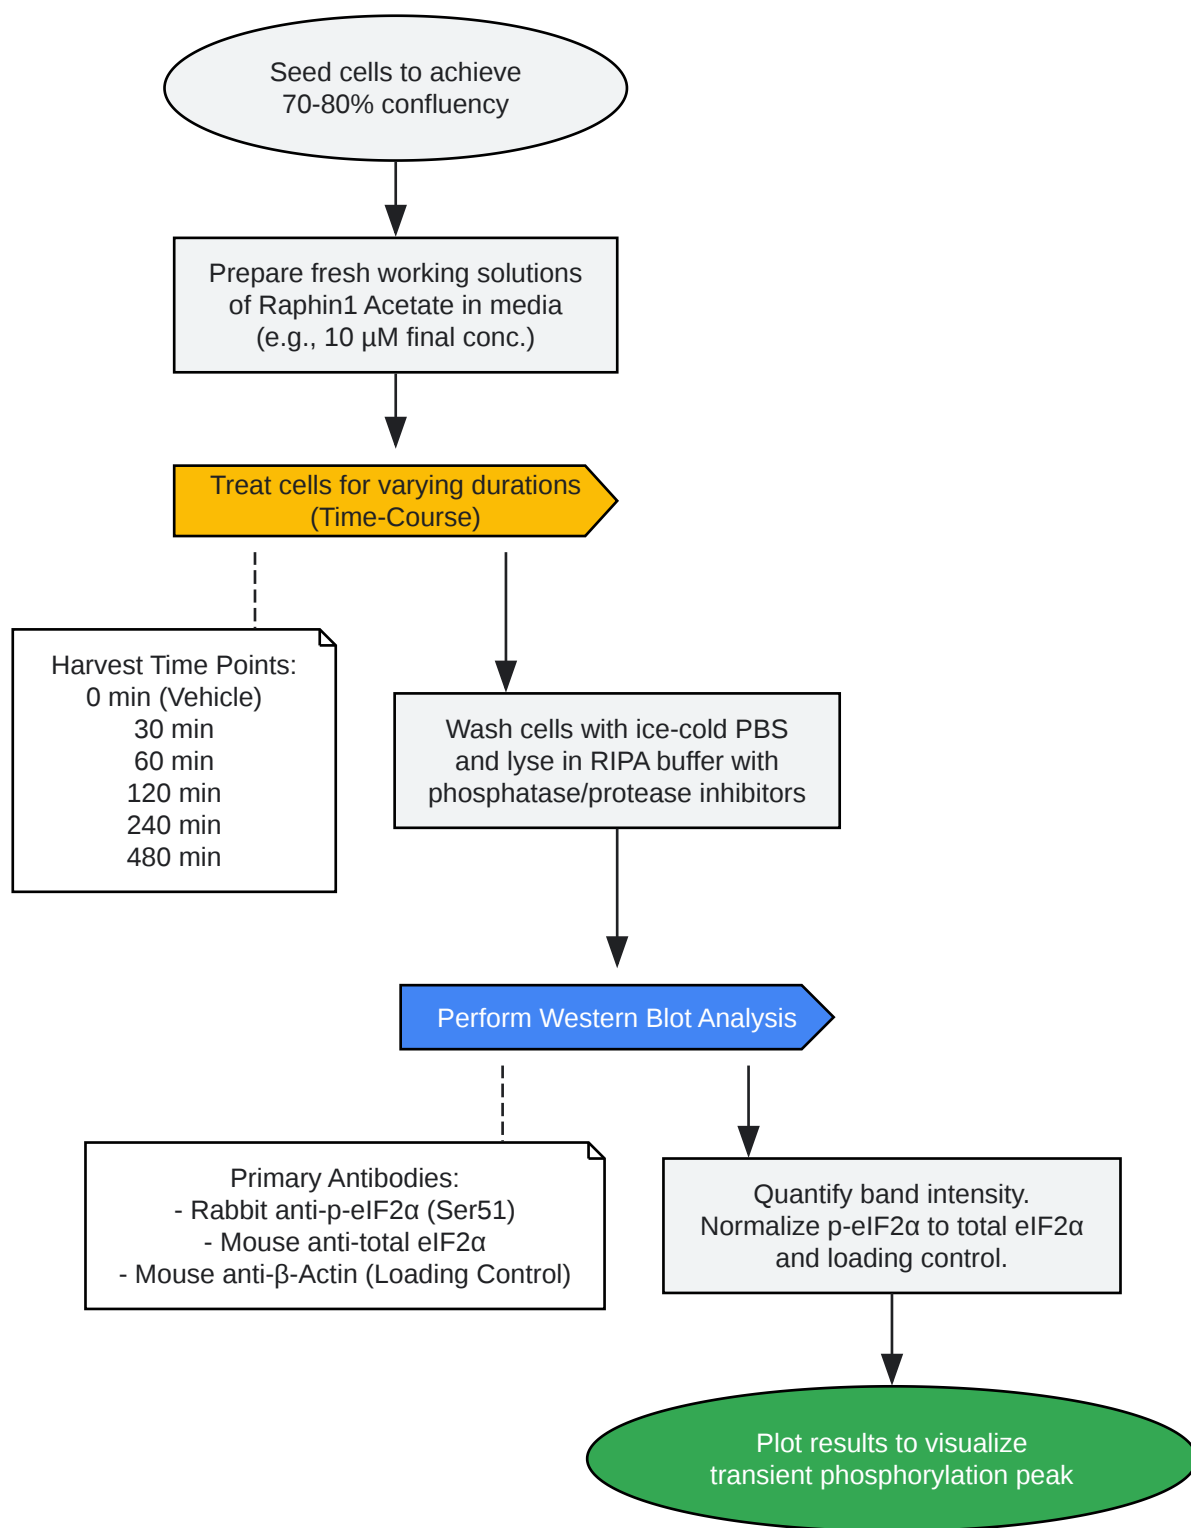 Seed cells to achieve
70-80% confluency
Prepare fresh working solutions
of Raphin1 Acetate in media
(e.g., 10 µM final conc.)
Treat cells for varying durations
(Time-Course)
Harvest Time Points:
0 min (Vehicle)
30 min
60 min
120 min
240 min
480 min
Wash cells with ice-cold PBS
and lyse in RIPA buffer with
phosphatase/protease inhibitors
Perform Western Blot Analysis
Primary Antibodies:
- Rabbit anti-p-eIF2α (Ser51)
- Mouse anti-total eIF2α
- Mouse anti-β-Actin (Loading Control)
Quantify band intensity.
Normalize p-eIF2α to total eIF2α
and loading control.
Plot results to visualize
transient phosphorylation peak